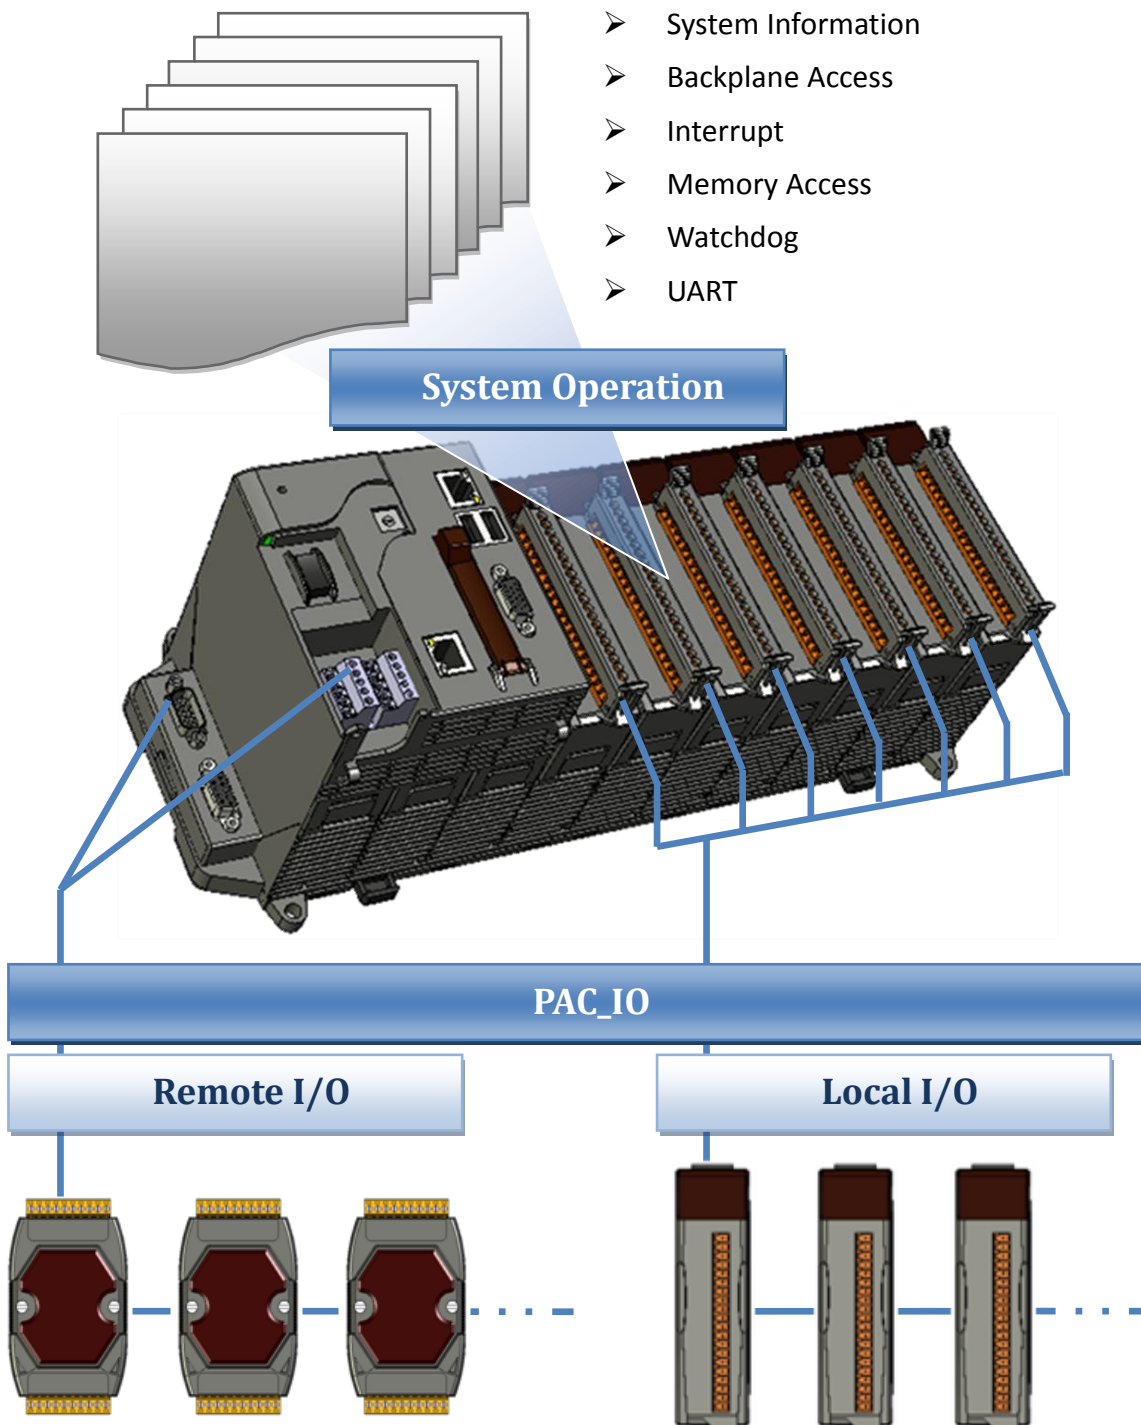 System Information
Backplane Access
Interrupt
Memory Access
Watchdog
UART
System Operation
PAC_IO
Remote I/O
Local I/O